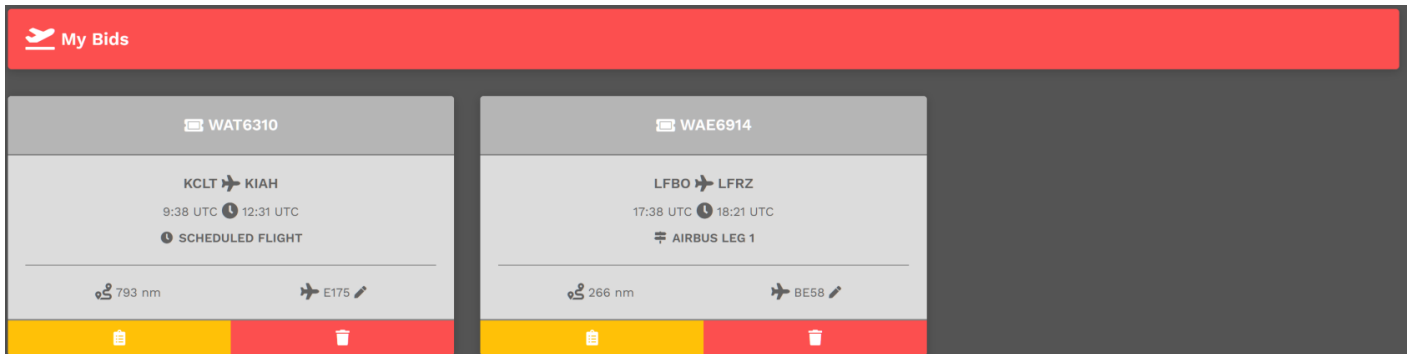 My Bids
WAT6310
KCLT KIAH
9:38 UTC 12:31 UTC
SCHEDULED FLIGHT
793 nm E175
WAE6914
LFBO LFRZ
17:38 UTC 18:21 UTC
AIRBUS LEG 1
266 nm BE58